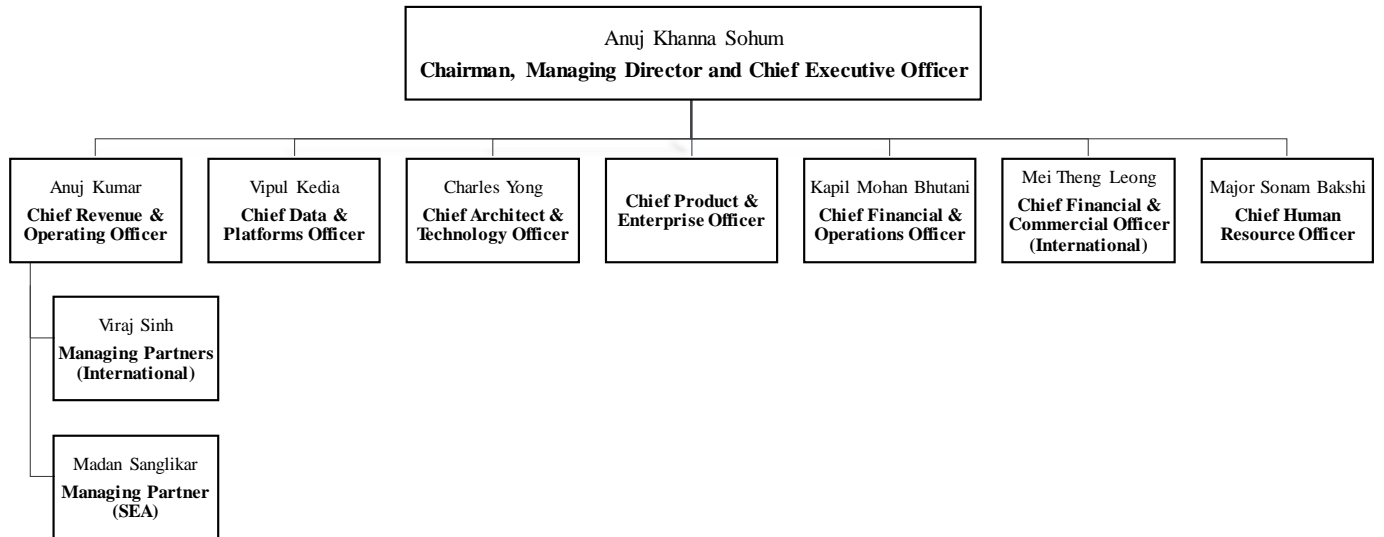 Anuj Khanna Sohum
Chairman, Managing Director and Chief Executive Officer
Anuj Kumar
Chief Revenue &
Operating Officer
Vipul Kedia
Chief Data &
Platforms Officer
Charles Yong
Chief Architect &
Technology Officer
Chief Product &
Enterprise Officer
Kapil Mohan Bhutani
Chief Financial &
Operations Officer
Mei Theng Leong
Chief Financial &
Commercial Officer
(International)
Major Sonam Bakshi
Chief Human
Resource Officer
Viraj Sinh
Managing Partners
(International)
Madan Sanglikar
Managing Partner
(SEA)